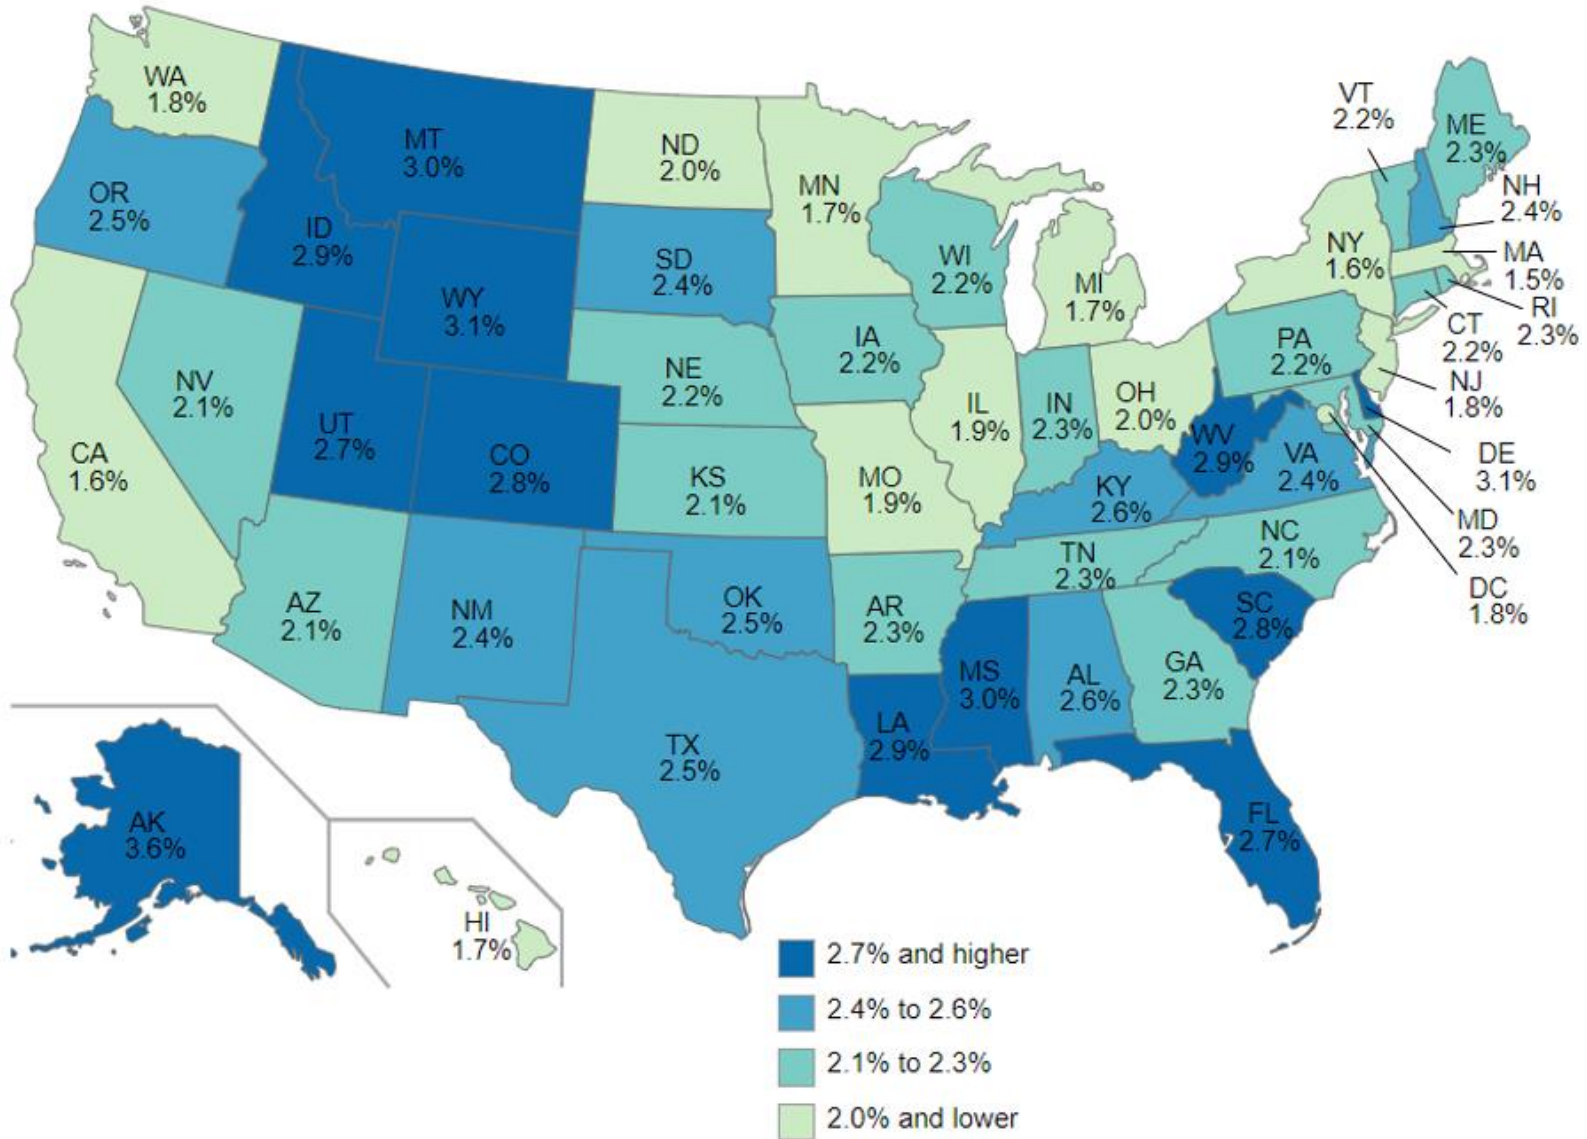 WA
1.8%
MT
3.0%
ND
2.0%
MN
1.7%
VT
2.2%
ME
2.3%
OR
2.5%
ID
2.9%
WY
3.1%
SD
2.4%
WI
2.2%
MI
1.7%
NY
1.6%
NH
2.4%
MA
1.5%
RI
2.3%
CT
2.2%
NJ
1.8%
PA
2.2%
CA
1.6%
NV
2.1%
UT
2.7%
CO
2.8%
NE
2.2%
IA
2.2%
IL
1.9%
IN
2.3%
OH
2.0%
WV
2.9%
VA
2.4%
DE
3.1%
MD
2.3%
DC
1.8%
KS
2.1%
MO
1.9%
KY
2.6%
NC
2.1%
TN
2.3%
AZ
2.1%
NM
2.4%
OK
2.5%
AR
2.3%
SC
2.8%
MS
3.0%
AL
2.6%
GA
2.3%
TX
2.5%
LA
2.9%
FL
2.7%
AK
3.6%
HI
1.7%
2.7% and higher
2.4% to 2.6%
2.1% to 2.3%
2.0% and lower